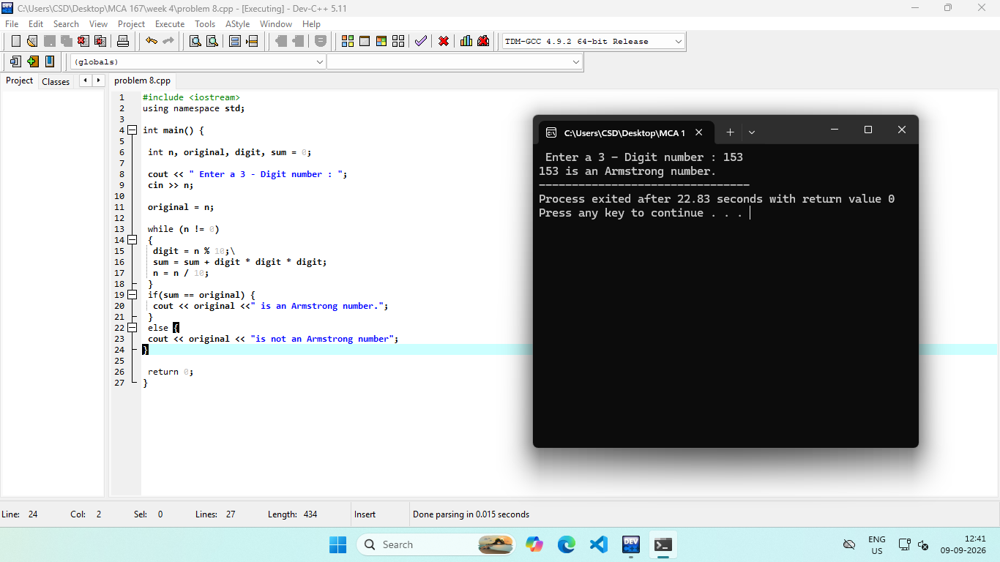 C:\Users\CSD\Desktop\MCA 167\week 4\problem 8.cpp - [Executing] - Dev-C++ 5.11
File Edit Search View Project Execute Tools AStyle Window Help
TDM-GCC 4.9.2 64-bit Release
(globals)
Project Classes
problem 8.cpp
1 #include <iostream>
2 using namespace std;
3
4 int main() {
5
6 int n, original, digit, sum = 0;
7
8 cout << " Enter a 3 - Digit number : ";
9 cin >> n;
10
11 original = n;
12
13 while (n != 0)
14 {
15 digit = n % 10;\
16 sum = sum + digit * digit * digit;
17 n = n / 10;
18 }
19 if(sum == original) {
20 cout << original <<" is an Armstrong number.";
21 }
22 else {
23 cout << original << "is not an Armstrong number";
24 }
25
26 return 0;
27 }
C:\Users\CSD\Desktop\MCA 1
Enter a 3 - Digit number : 153
153 is an Armstrong number.
--------------------------------
Process exited after 22.83 seconds with return value 0
Press any key to continue . . .
Line: 24 Col: 2 Sel: 0 Lines: 27 Length: 434 Insert Done parsing in 0.015 seconds
Search
DEV
ENG
US
12:41
09-09-2026